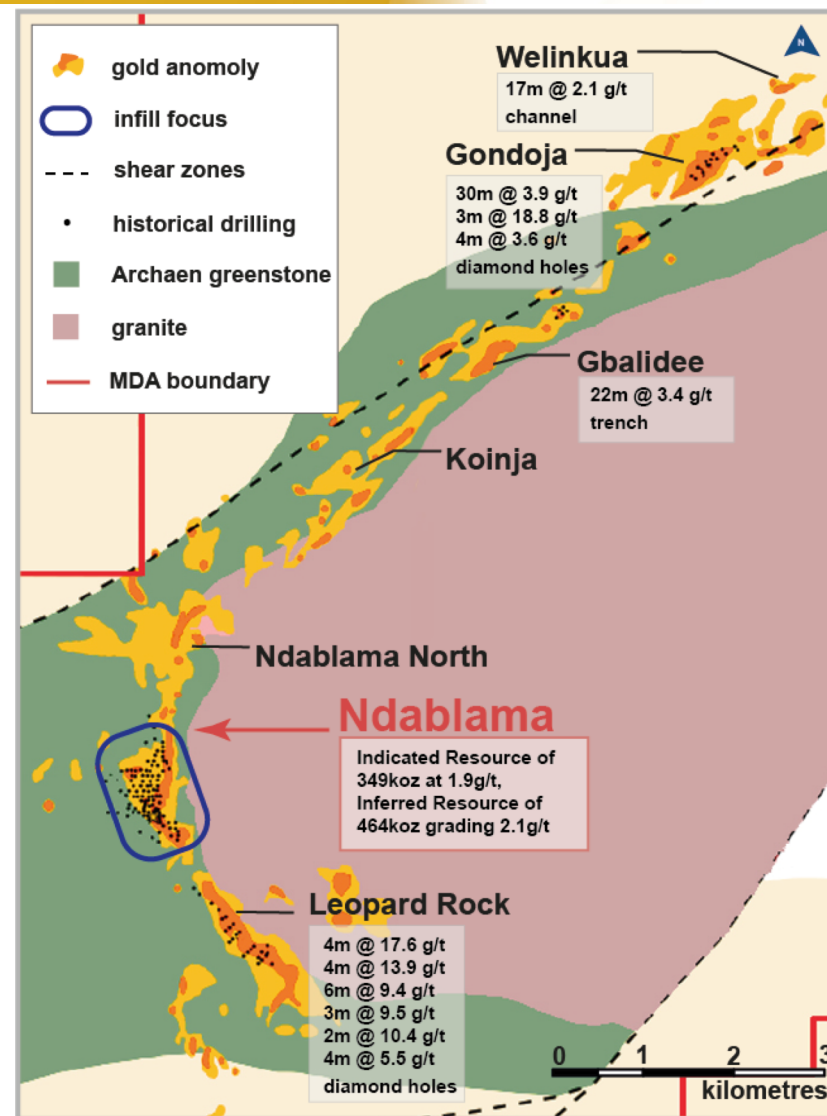 gold anomoly
infill focus
shear zones
historical drilling
Archaen greenstone
granite
MDA boundary
N
Welinkua
17m @ 2.1 g/t
channel
Gondoja
30m @ 3.9 g/t
3m @ 18.8 g/t
4m @ 3.6 g/t
diamond holes
Gbalidee
22m @ 3.4 g/t
trench
Koinja
Ndablama North
Ndablama
Indicated Resource of
349koz at 1.9g/t,
Inferred Resource of
464koz grading 2.1g/t
Leopard Rock
4m @ 17.6 g/t
4m @ 13.9 g/t
6m @ 9.4 g/t
3m @ 9.5 g/t
2m @ 10.4 g/t
4m @ 5.5 g/t
diamond holes
0 1 2 3
kilometres